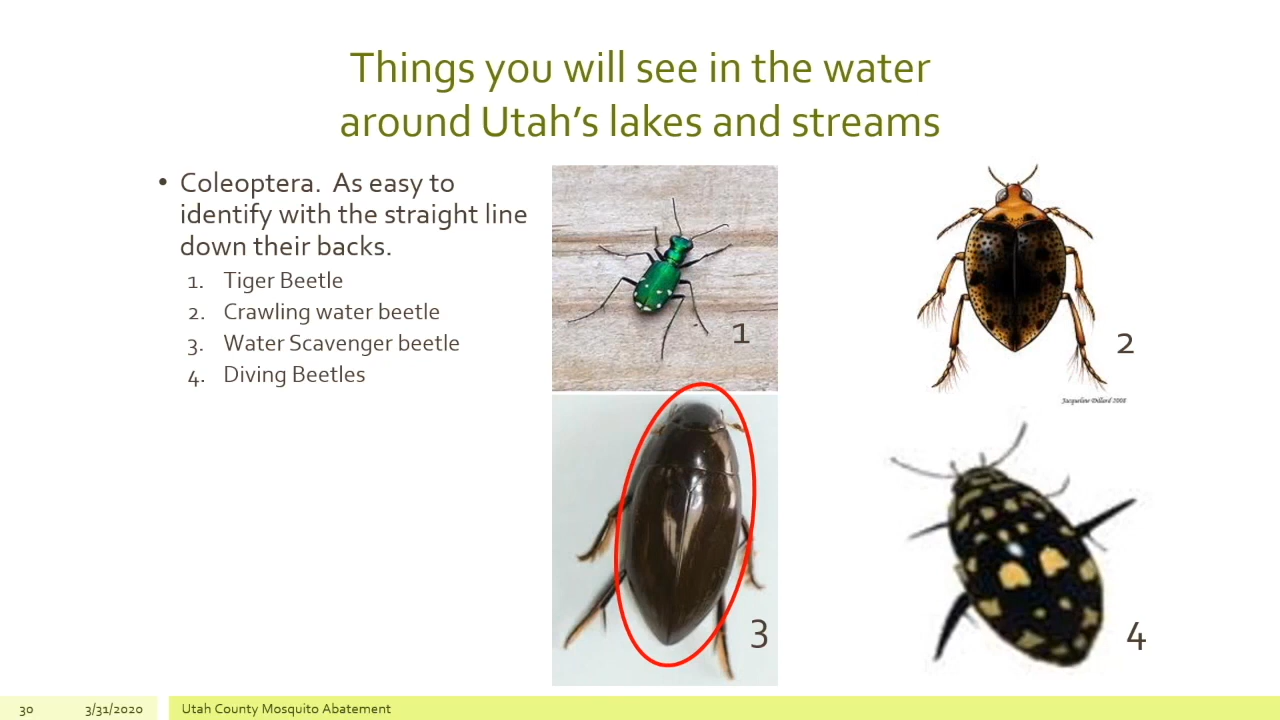 Things you will see in the water
around Utah's lakes and streams
• Coleoptera. As easy to
identify with the straight line
down their backs.
1. Tiger Beetle
2. Crawling water beetle
3. Water Scavenger beetle
4. Diving Beetles
1
2
Jacqueline Dillard 2008
3
4
30 3/31/2020 Utah County Mosquito Abatement